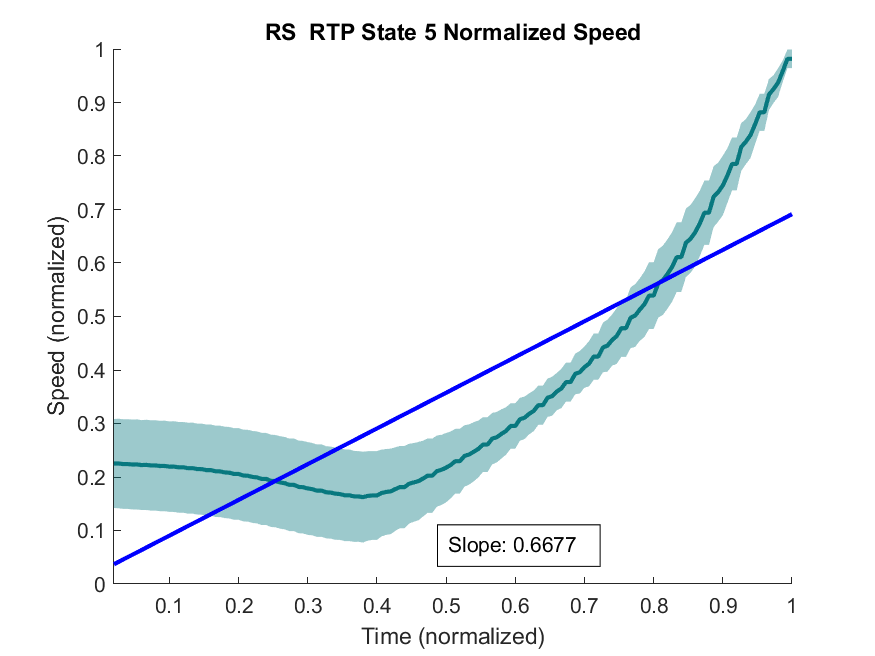 RS  RTP State 5 Normalized Speed
1
0.9
0.8
0.7
0.6
0.5
0.4
0.3
0.2
0.1
0
Speed (normalized)
Slope: 0.6677
0.1 0.2 0.3 0.4 0.5 0.6 0.7 0.8 0.9 1
Time (normalized)